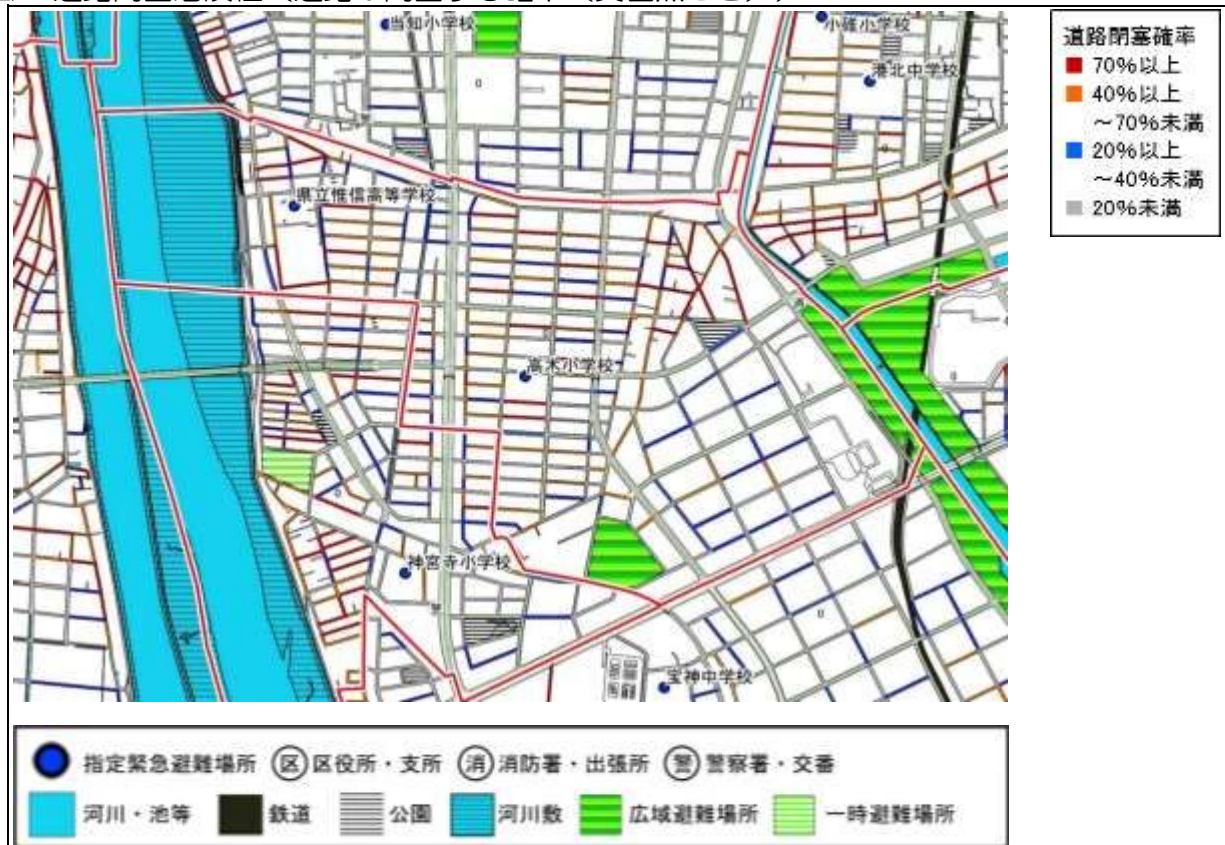 当知小学校
小碓小学校
港北中学校
県立惟信高等学校
高木小学校
神宮寺小学校
宝神中学校
道路閉塞確率
70%以上
40%以上
～70%未満
20%以上
～40%未満
20%未満
指定緊急避難場所 区 区役所・支所 消 消防署・出張所 警 警察署・交番
河川・池等 鉄道 公園 河川敷 広域避難場所 一時避難場所